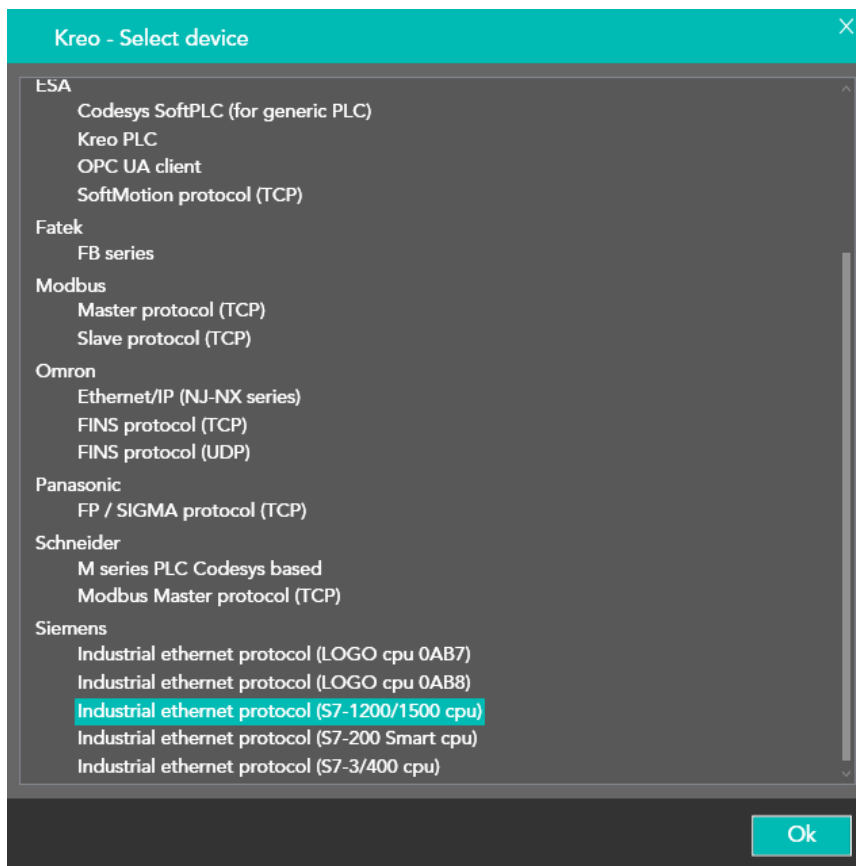 Kreo - Select device
ESA
Codesys SoftPLC (for generic PLC)
Kreo PLC
OPC UA client
SoftMotion protocol (TCP)
Fatek
FB series
Modbus
Master protocol (TCP)
Slave protocol (TCP)
Omron
Ethernet/IP (NJ-NX series)
FINS protocol (TCP)
FINS protocol (UDP)
Panasonic
FP / SIGMA protocol (TCP)
Schneider
M series PLC Codesys based
Modbus Master protocol (TCP)
Siemens
Industrial ethernet protocol (LOGO cpu 0AB7)
Industrial ethernet protocol (LOGO cpu 0AB8)
Industrial ethernet protocol (S7-1200/1500 cpu)
Industrial ethernet protocol (S7-200 Smart cpu)
Industrial ethernet protocol (S7-3/400 cpu)
Ok